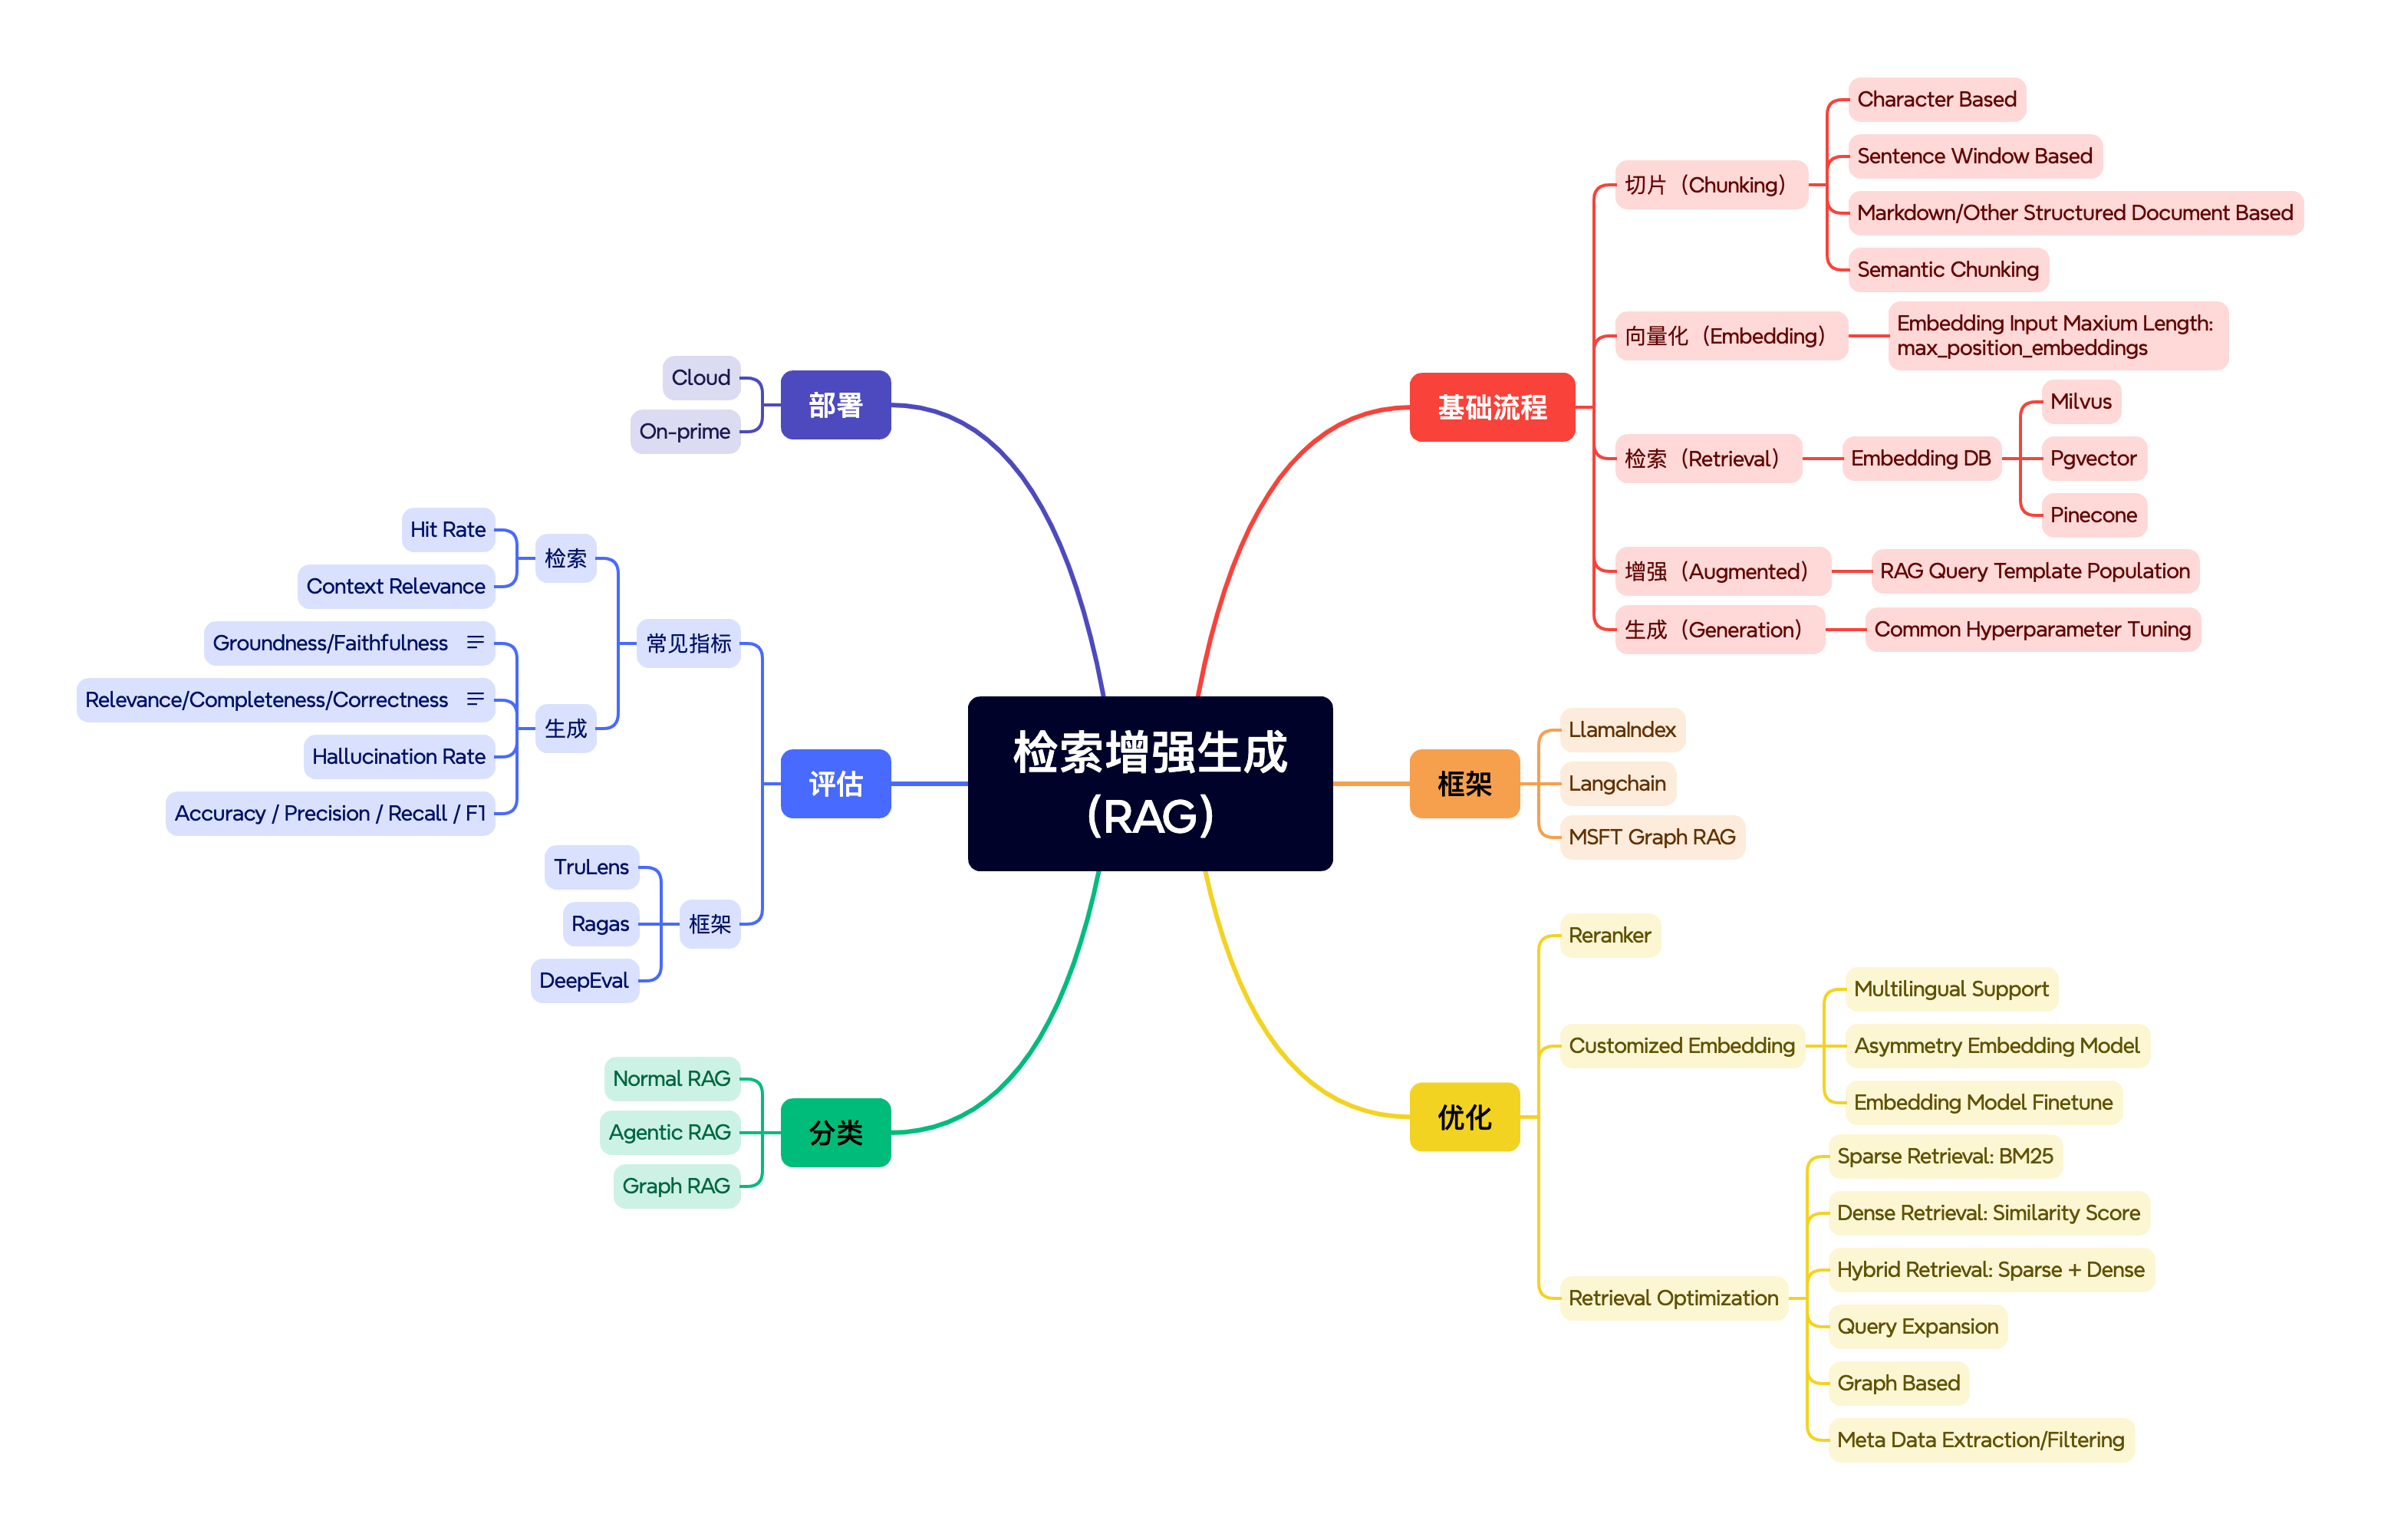 检索增强生成
（RAG）
基础流程
切片（Chunking）
Character Based
Sentence Window Based
Markdown/Other Structured Document Based
Semantic Chunking
向量化（Embedding）
Embedding Input Maxium Length:
max_position_embeddings
检索（Retrieval）
Embedding DB
Milvus
Pgvector
Pinecone
增强（Augmented）
RAG Query Template Population
生成（Generation）
Common Hyperparameter Tuning
框架
LlamaIndex
Langchain
MSFT Graph RAG
优化
Reranker
Customized Embedding
Multilingual Support
Asymmetry Embedding Model
Embedding Model Finetune
Retrieval Optimization
Sparse Retrieval: BM25
Dense Retrieval: Similarity Score
Hybrid Retrieval: Sparse + Dense
Query Expansion
Graph Based
Meta Data Extraction/Filtering
部署
Cloud
On-prime
评估
常见指标
检索
Hit Rate
Context Relevance
生成
Groundness/Faithfulness
Relevance/Completeness/Correctness
Hallucination Rate
Accuracy / Precision / Recall / F1
框架
TruLens
Ragas
DeepEval
分类
Normal RAG
Agentic RAG
Graph RAG